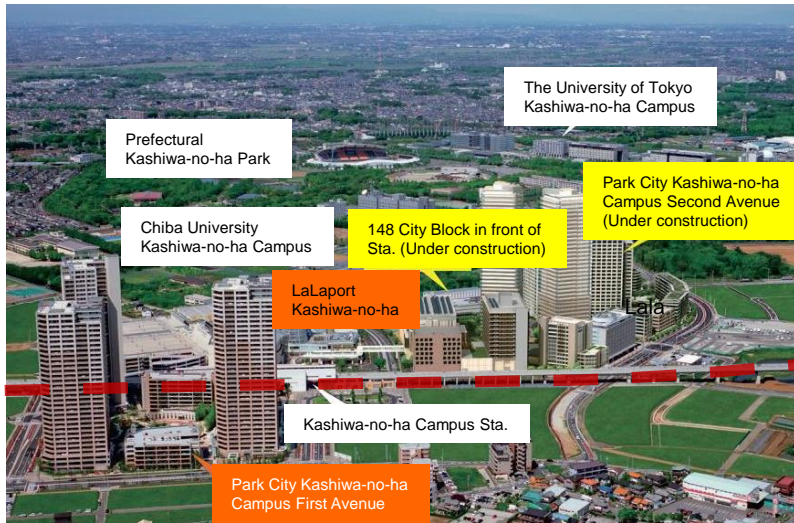 The University of Tokyo
Kashiwa-no-ha Campus
Prefectural
Kashiwa-no-ha Park
Park City Kashiwa-no-ha
Campus Second Avenue
(Under construction)
Chiba University
Kashiwa-no-ha Campus
148 City Block in front of
Sta. (Under construction)
LaLaport
Kashiwa-no-ha
Lala
Kashiwa-no-ha Campus Sta.
Park City Kashiwa-no-ha
Campus First Avenue